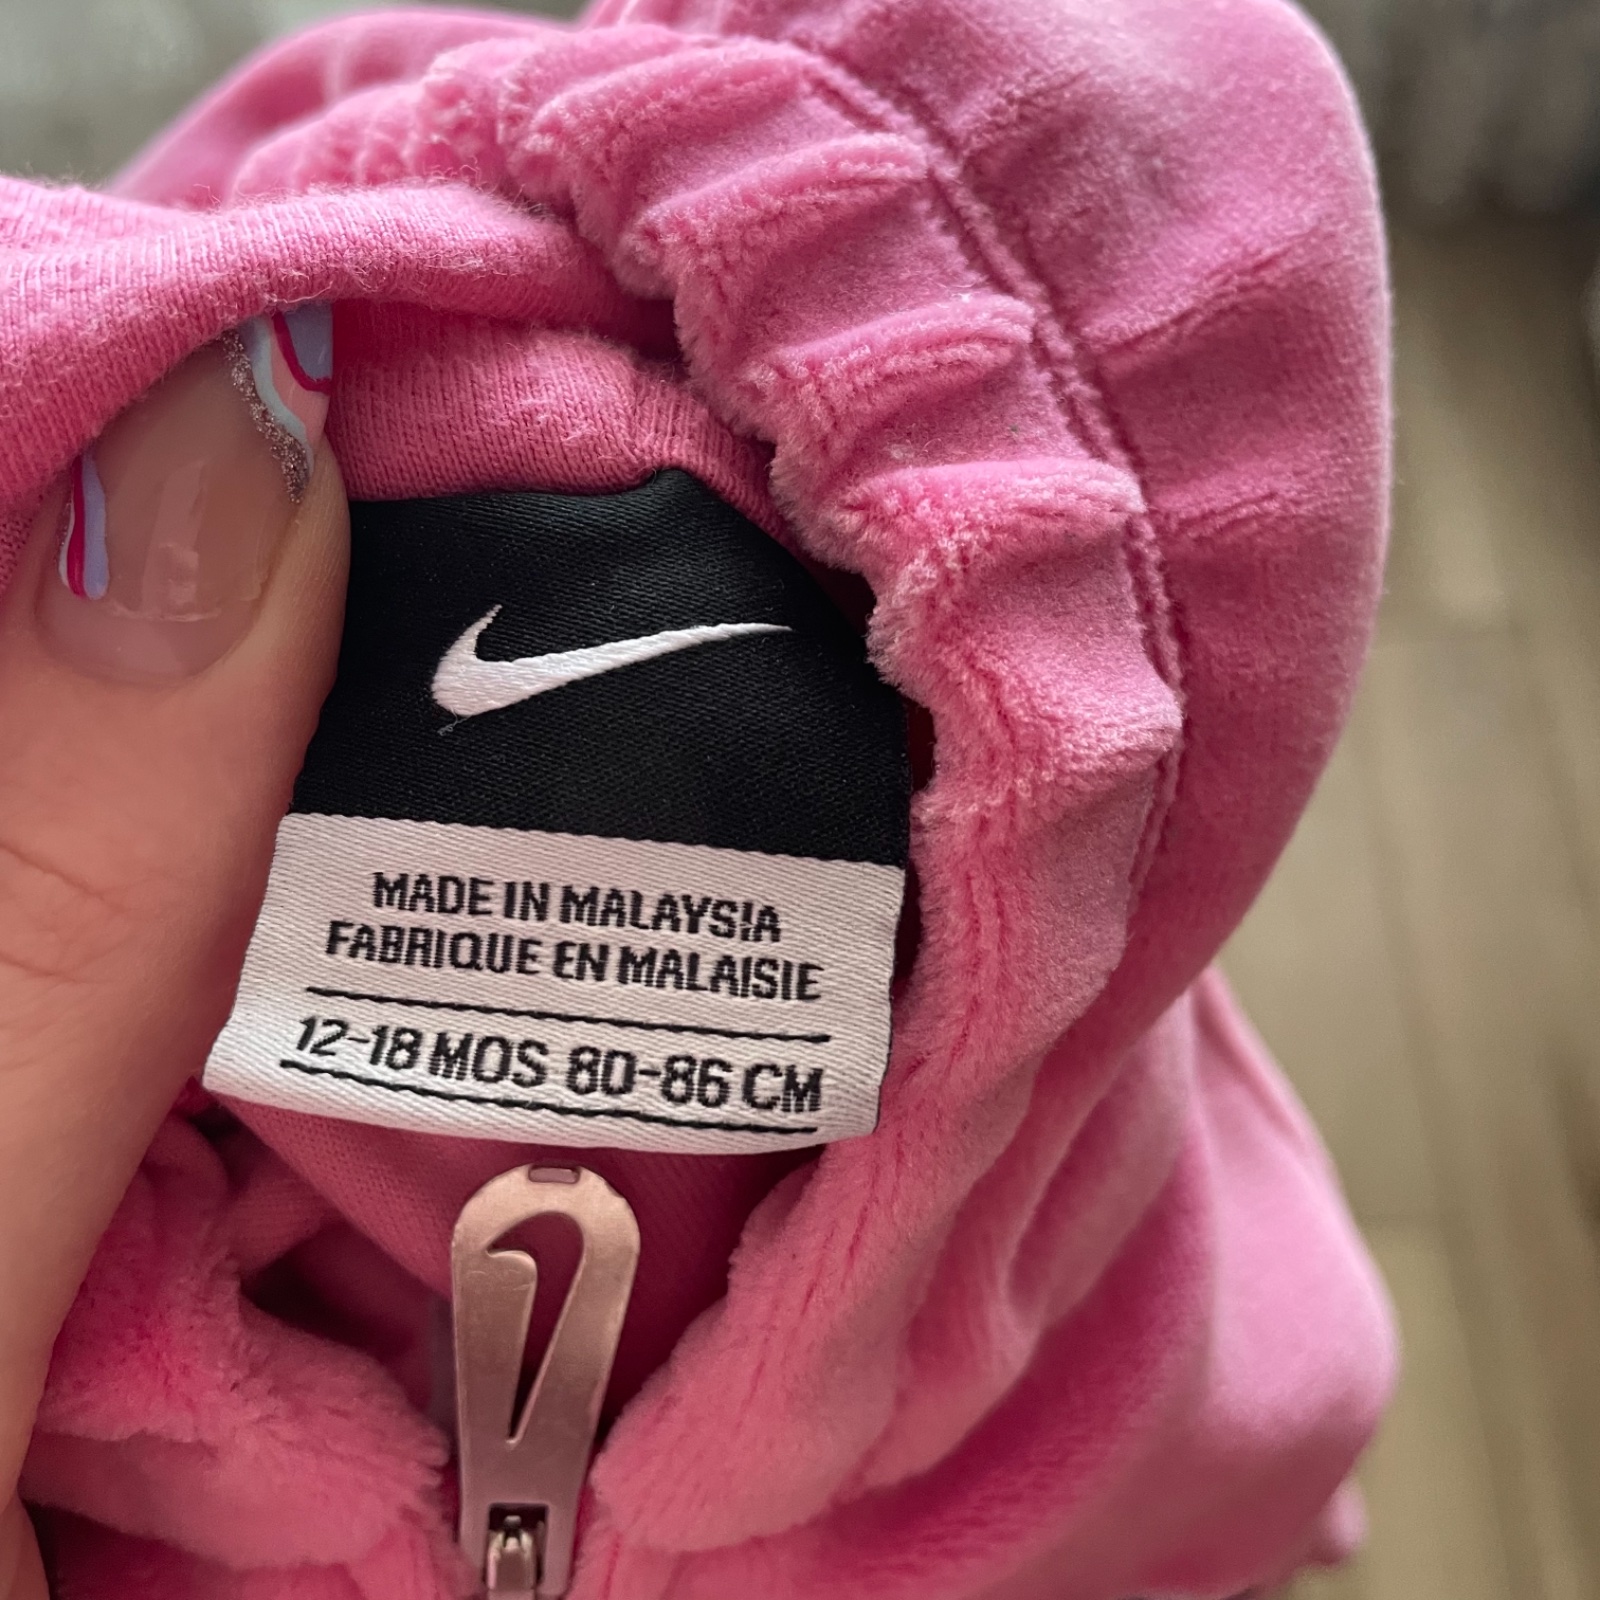 MADE IN MALAYSIA
FABRIQUE EN MALAISIE
12-18 MOS 80-86 CM